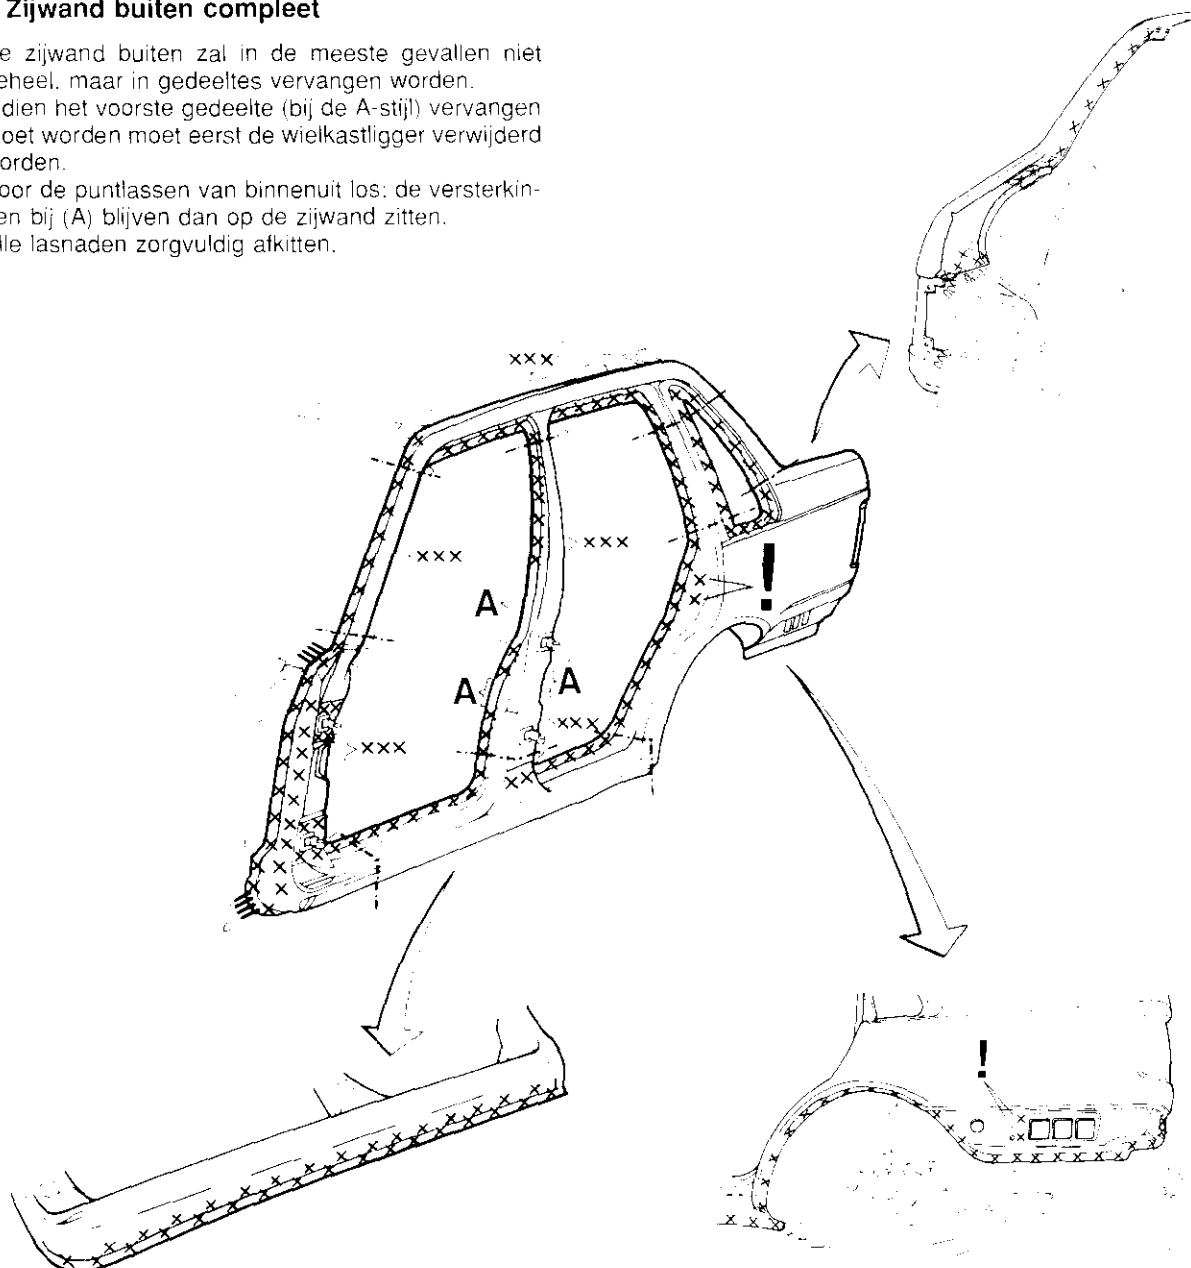 Zijwand buiten compleet
e zijwand buiten zal in de meeste gevallen niet
eheel. maar in gedeeltes vervangen worden.
dien het voorste gedeelte (bij de A-stijl) vervangen
oet worden moet eerst de wielkastligger verwijderd
orden.
oor de puntlassen van binnenuit los: de versterkin-
en bij (A) blijven dan op de zijwand zitten.
lle lasnaden zorgvuldig afkitten.
×××
×××
×××
A
!
A
A
×××
×××
!